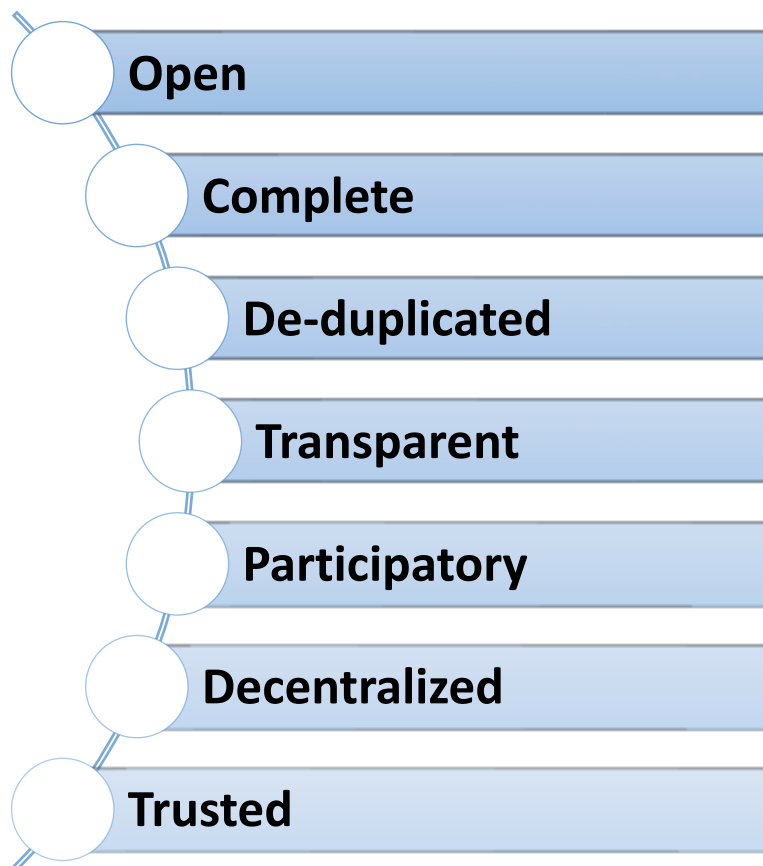 Open
Complete
De-duplicated
Transparent
Participatory
Decentralized
Trusted